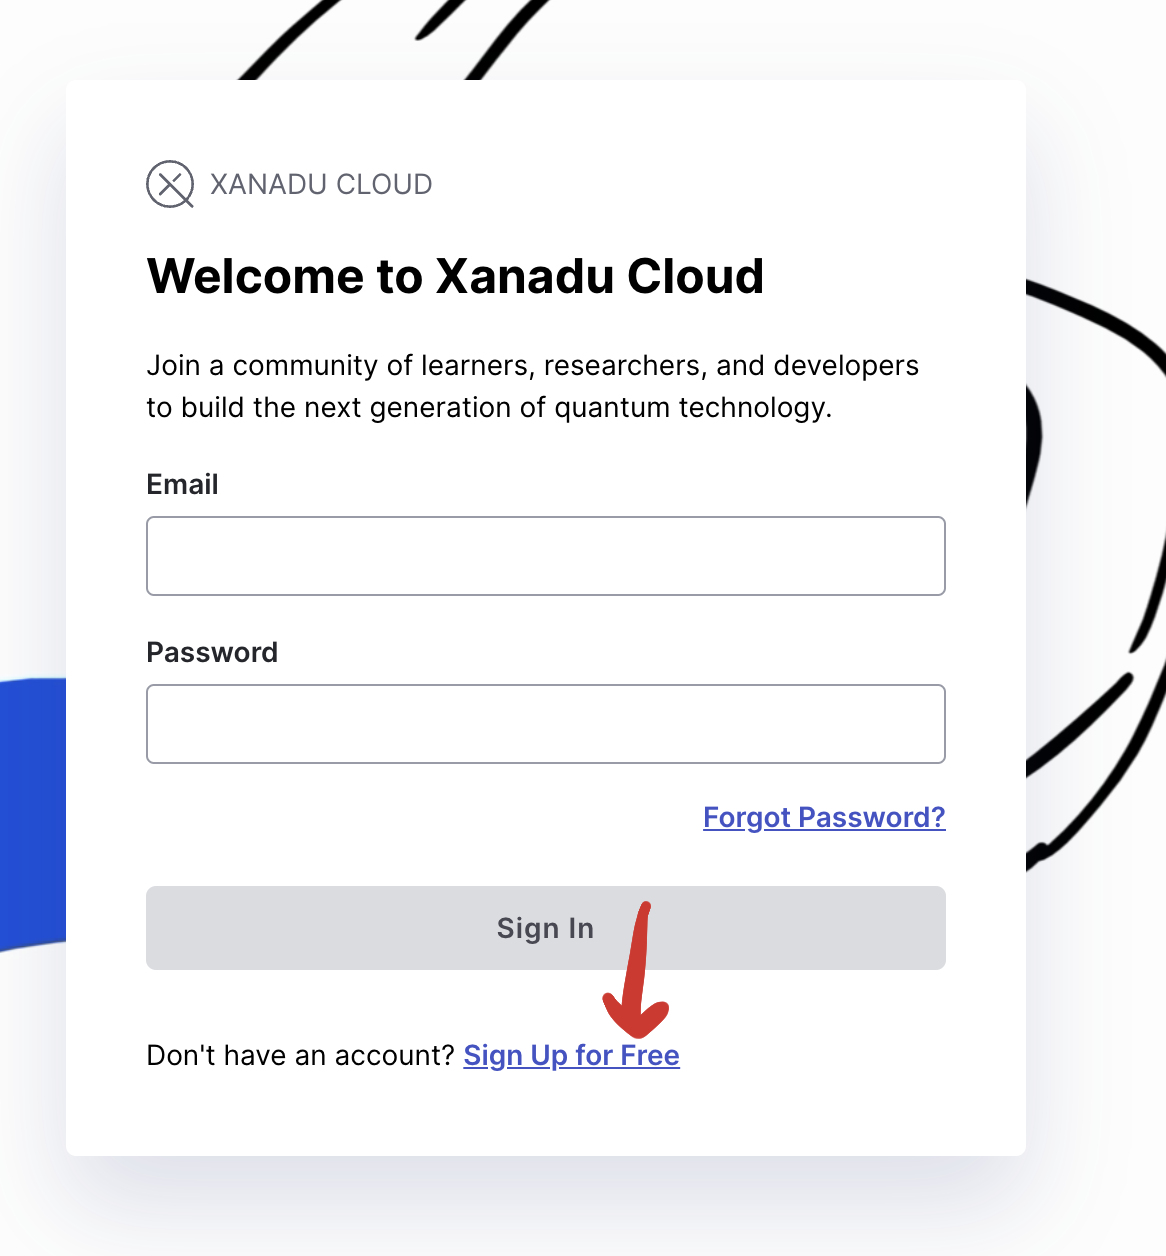 XANADU CLOUD
Welcome to Xanadu Cloud
Join a community of learners, researchers, and developers
to build the next generation of quantum technology.
Email
Password
Forgot Password?
Sign In
Don't have an account? Sign Up for Free